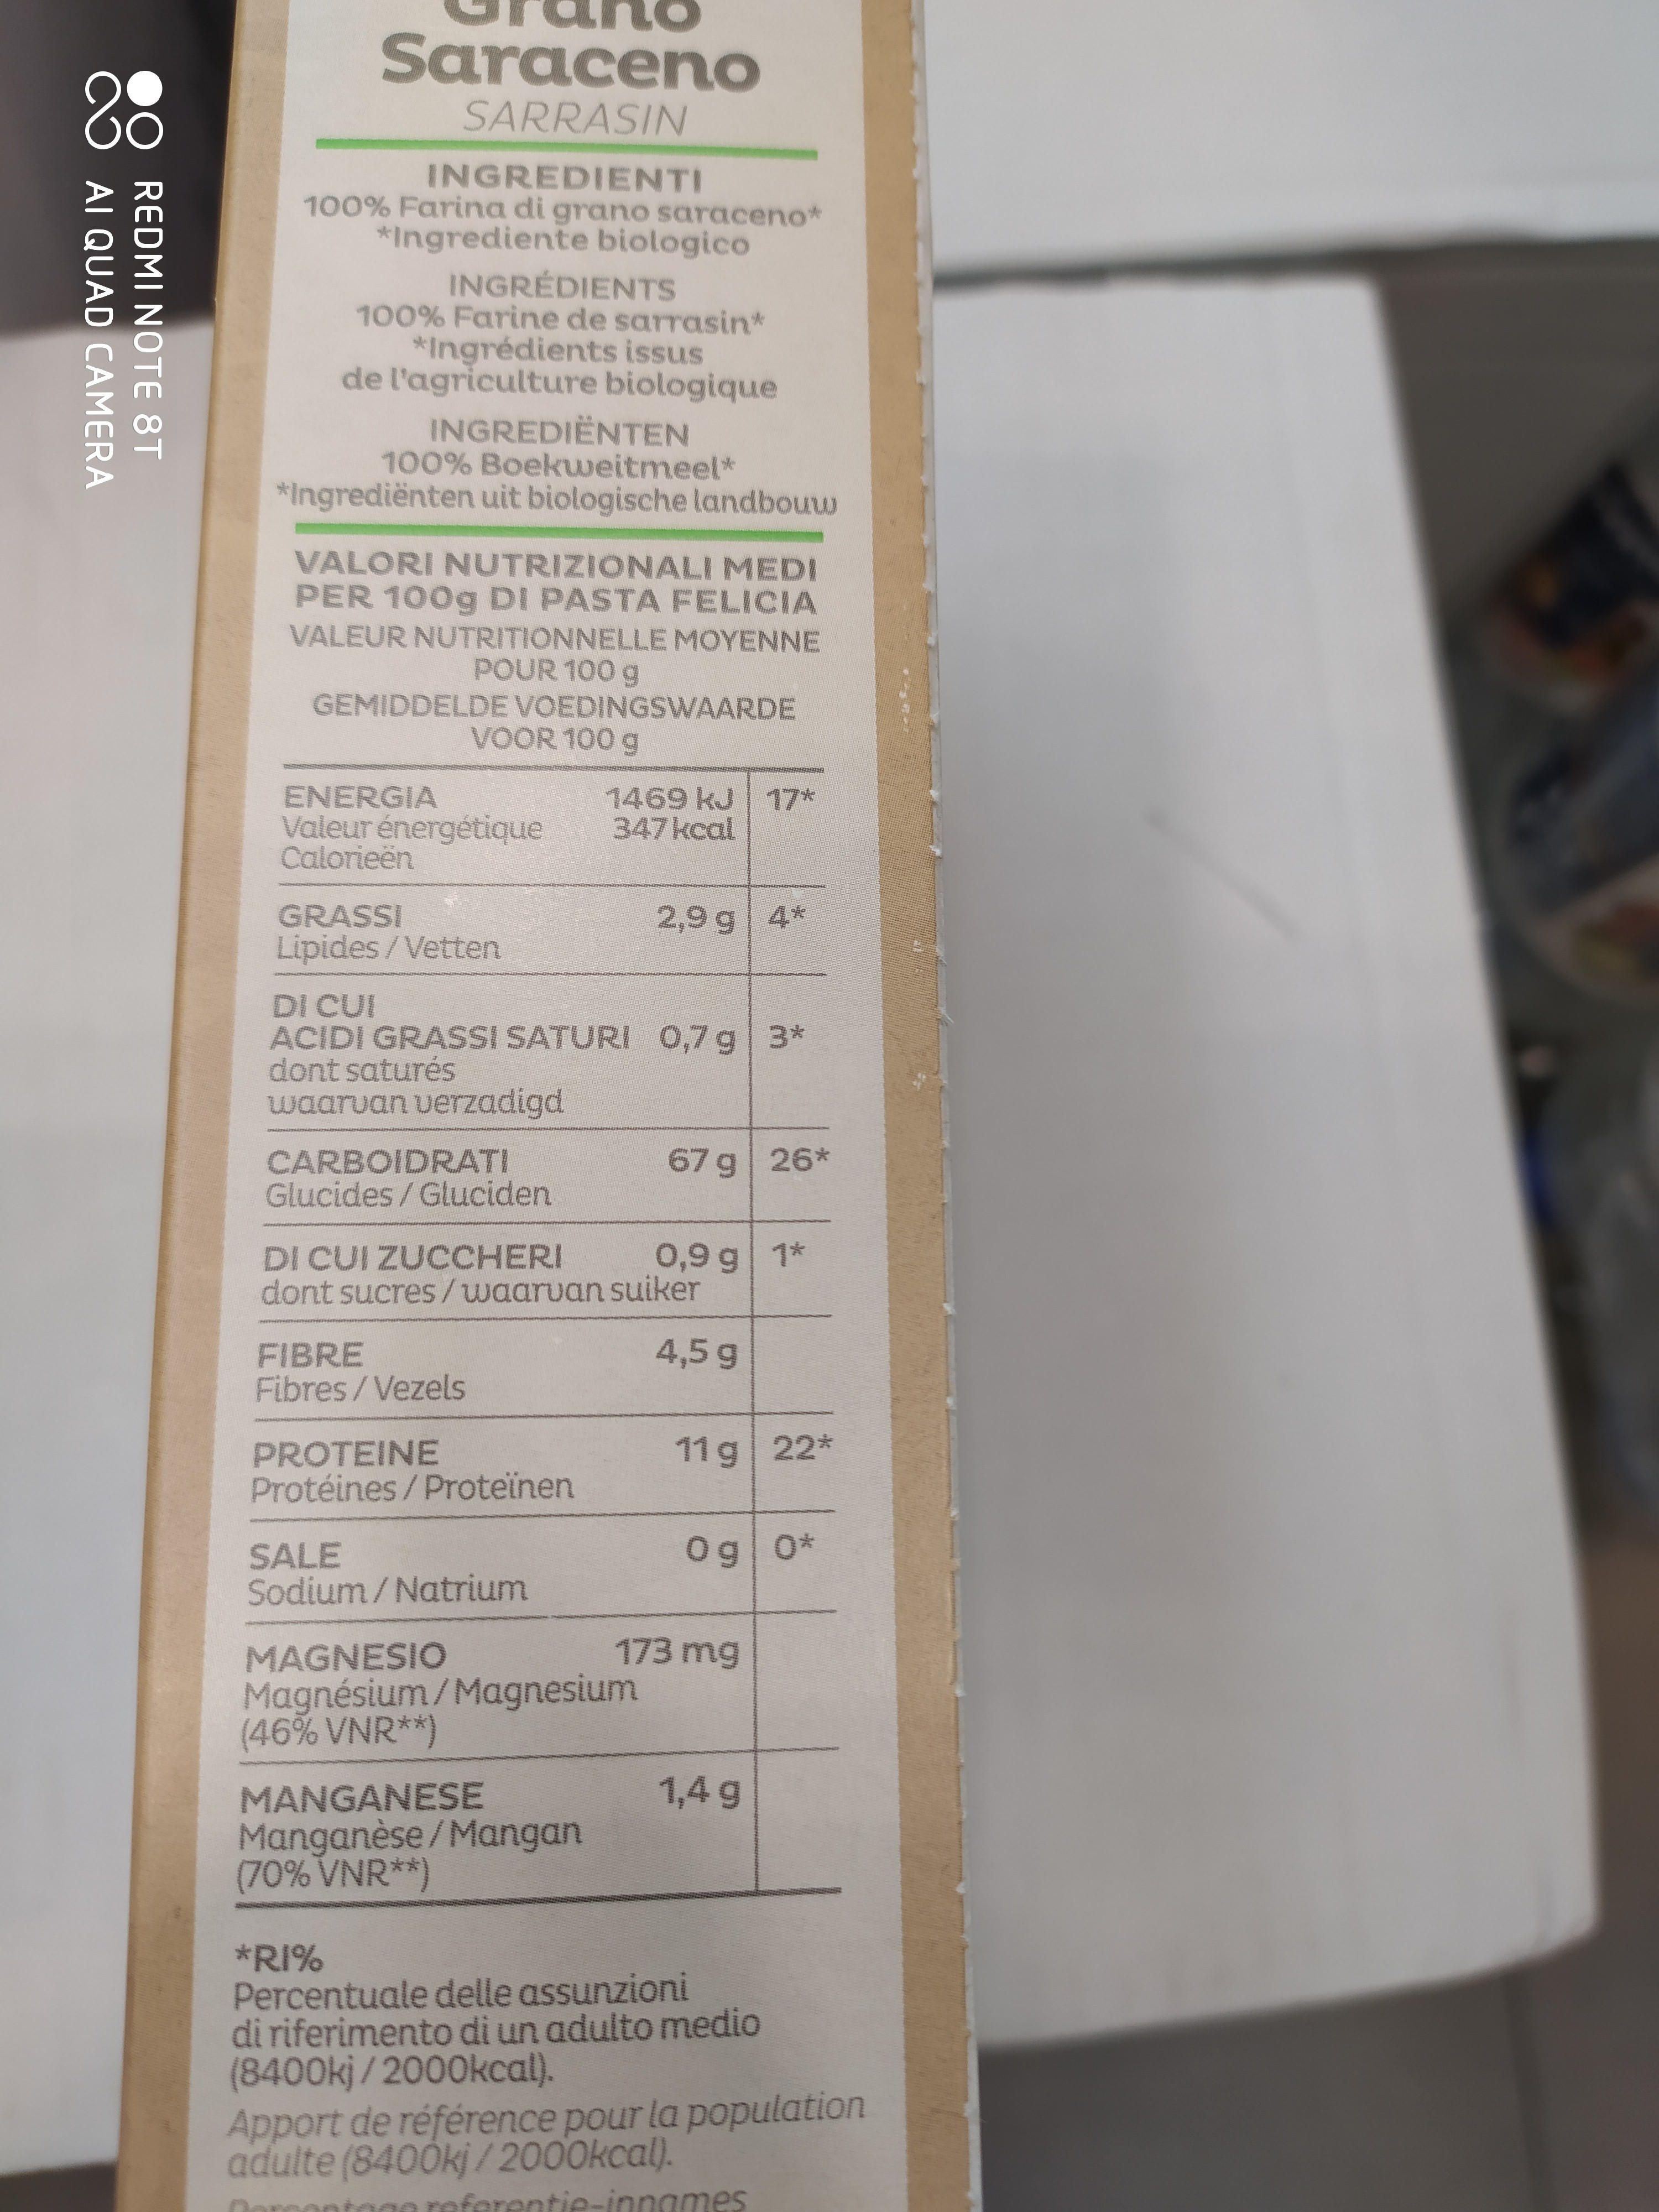 Grano
Saraceno
SARRASIN
INGREDIENTI
100% Farina di grano saraceno*
*Ingrediente biologico
INGRÉDIENTS
100% Farine de sarrasin*
*Ingrédients issus
de l'agriculture biologique
INGREDIËNTEN
100% Boekweitmeel*
*Ingrediënten uit biologische landbouw
VALORI NUTRIZIONALI MEDI
PER 100g DI PASTA FELICIA
VALEUR NUTRITIONNELLE MOYENNE
POUR 100 g
GEMIDDELDE VOEDINGSWAARDE
VOOR 100 g
ENERGIA 1469 kJ 17*
Valeur énergétique 347 kcal
Calorieën
GRASSI 2,9 g 4*
Lipides / Vetten
DI CUI
ACIDI GRASSI SATURI 0,7 g 3*
dont saturés
waarvan verzadigd
CARBOIDRATI 67 g 26*
Glucides / Gluciden
DI CUI ZUCCHERI 0,9 g 1*
dont sucres / waarvan suiker
FIBRE 4,5 g
Fibres / Vezels
PROTEINE 11 g 22*
Protéines / Proteïnen
SALE 0 g 0*
Sodium / Natrium
MAGNESIO 173 mg
Magnésium / Magnesium
(46% VNR**)
MANGANESE 1,4 g
Manganèse / Mangan
(70% VNR**)
*RI%
Percentuale delle assunzioni
di riferimento di un adulto medio
(8400kj / 2000kcal).
Apport de référence pour la population
adulte (8400kj / 2000kcal).
Percentage referentie-innames
REDMI NOTE 8T
AI QUAD CAMERA